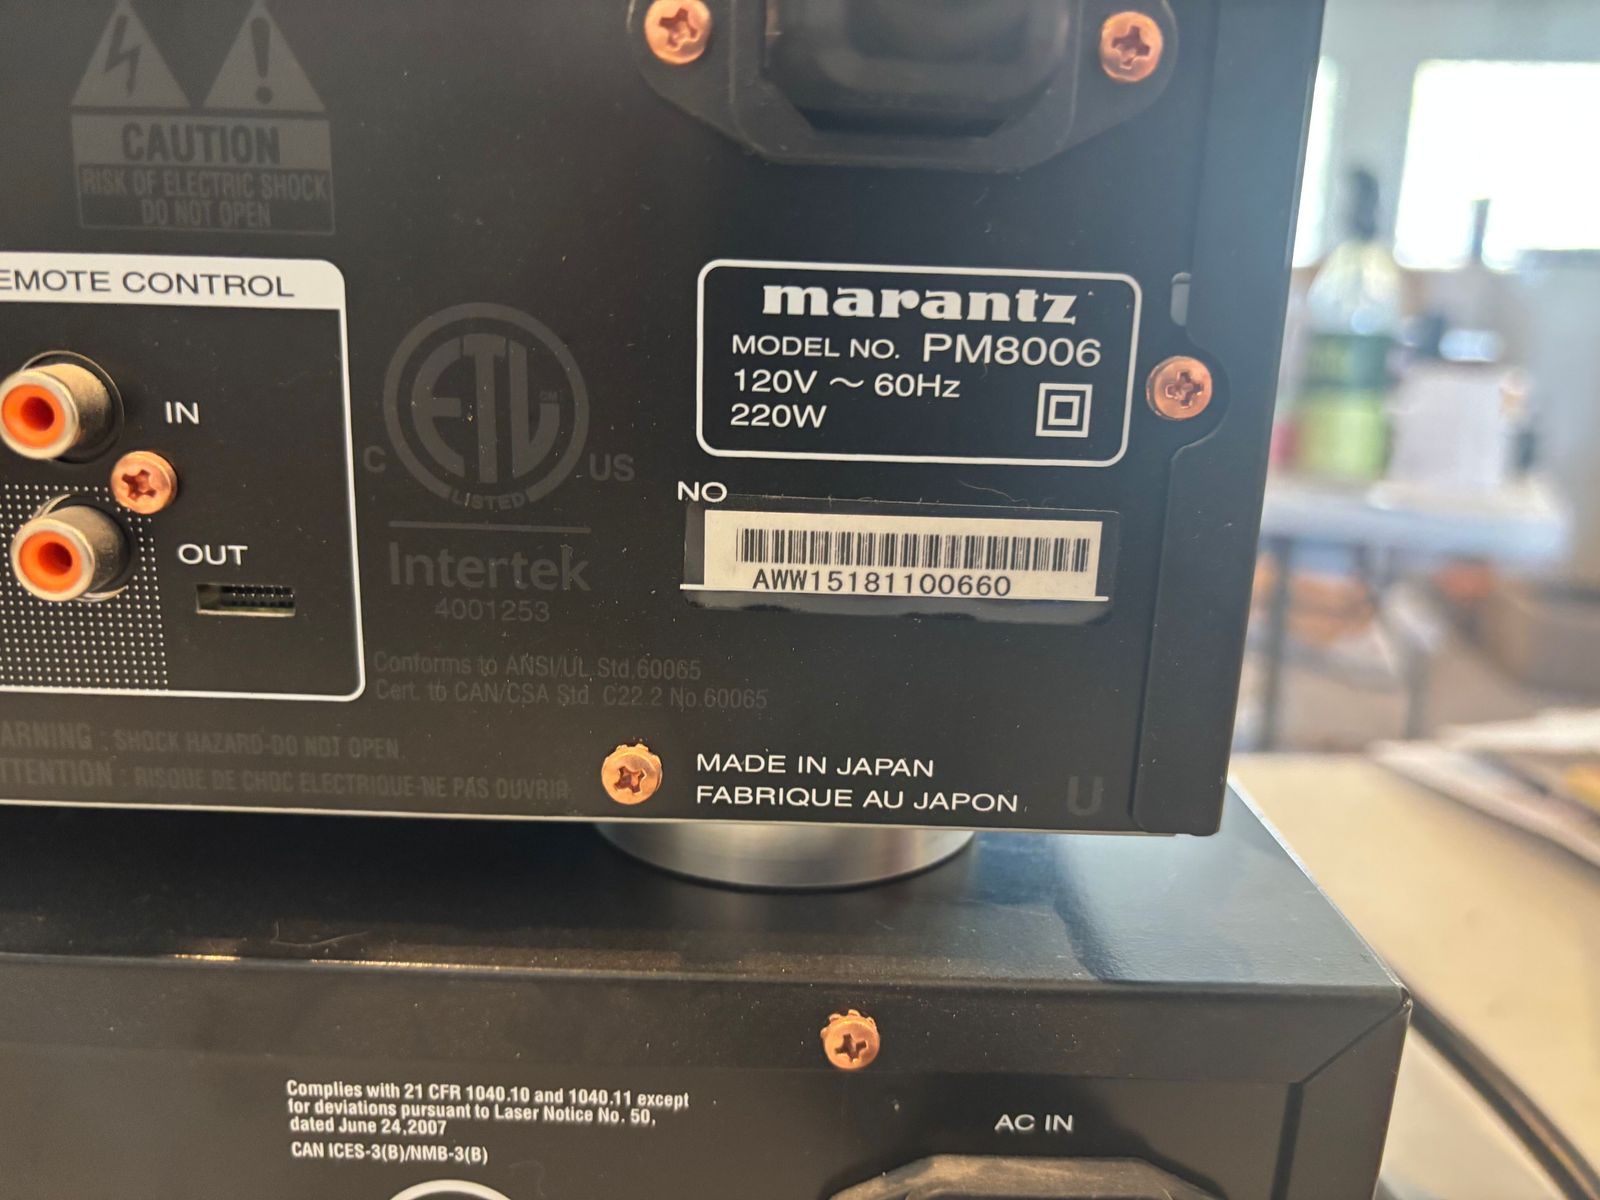 CAUTION
RISK OF ELECTRIC SHOCK
DO NOT OPEN
EMOTE CONTROL
IN
OUT
ETL CM
C US
LISTED
Intertek
4001253
Conforms to ANSI/UL Std.60065
Cert. to CAN/CSA Std. C22.2 No.60065
ARNING : SHOCK HAZARD-DO NOT OPEN.
TTENTION : RISQUE DE CHOC ELECTRIQUE-NE PAS OUVRIR.
marantz
MODEL NO. PM8006
120V ~ 60Hz
220W
NO
AWW15181100660
MADE IN JAPAN
FABRIQUE AU JAPON
U
Complies with 21 CFR 1040.10 and 1040.11 except
for deviations pursuant to Laser Notice No. 50,
dated June 24,2007
CAN ICES-3(B)/NMB-3(B)
AC IN